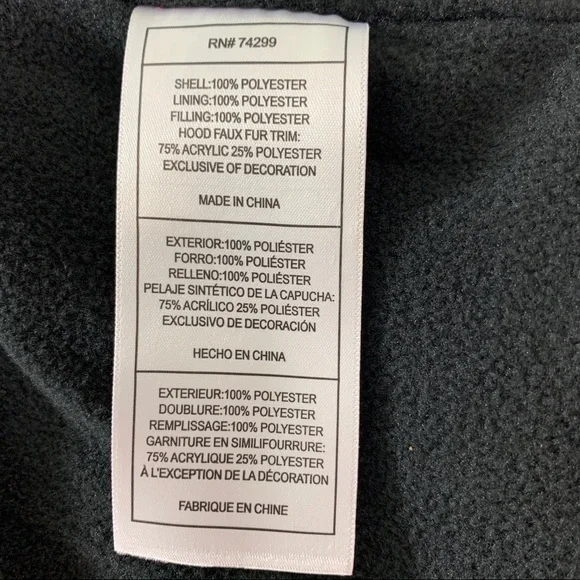 RN# 74299
SHELL:100% POLYESTER
LINING:100% POLYESTER
FILLING:100% POLYESTER
HOOD FAUX FUR TRIM:
75% ACRYLIC 25% POLYESTER
EXCLUSIVE OF DECORATION
MADE IN CHINA
EXTERIOR:100% POLIÉSTER
FORRO:100% POLIÉSTER
RELLENO:100% POLIÉSTER
PELAJE SINTÉTICO DE LA CAPUCHA:
75% ACRÍLICO 25% POLIÉSTER
EXCLUSIVO DE DECORACIÓN
HECHO EN CHINA
EXTERIEUR:100% POLYESTER
DOUBLURE:100% POLYESTER
REMPLISSAGE:100% POLYESTER
GARNITURE EN SIMILIFOURRURE:
75% ACRYLIQUE 25% POLYESTER
À L'EXCEPTION DE LA DÉCORATION
FABRIQUE EN CHINE